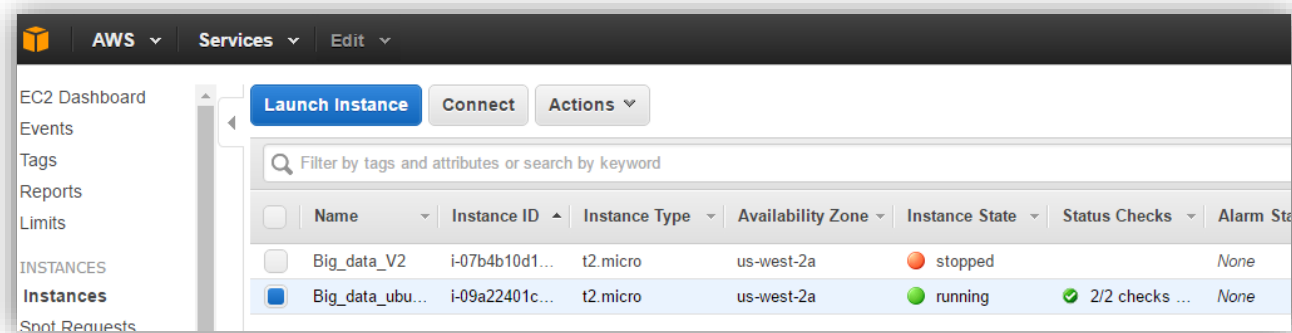 AWS Services Edit
EC2 Dashboard
Events
Tags
Reports
Limits
INSTANCES
Instances
Spot Requests
Launch Instance Connect Actions
Filter by tags and attributes or search by keyword
Name Instance ID Instance Type Availability Zone Instance State Status Checks Alarm Sta
Big_data_V2 i-07b4b10d1... t2.micro us-west-2a stopped None
Big_data_ubu... i-09a22401c... t2.micro us-west-2a running 2/2 checks ... None